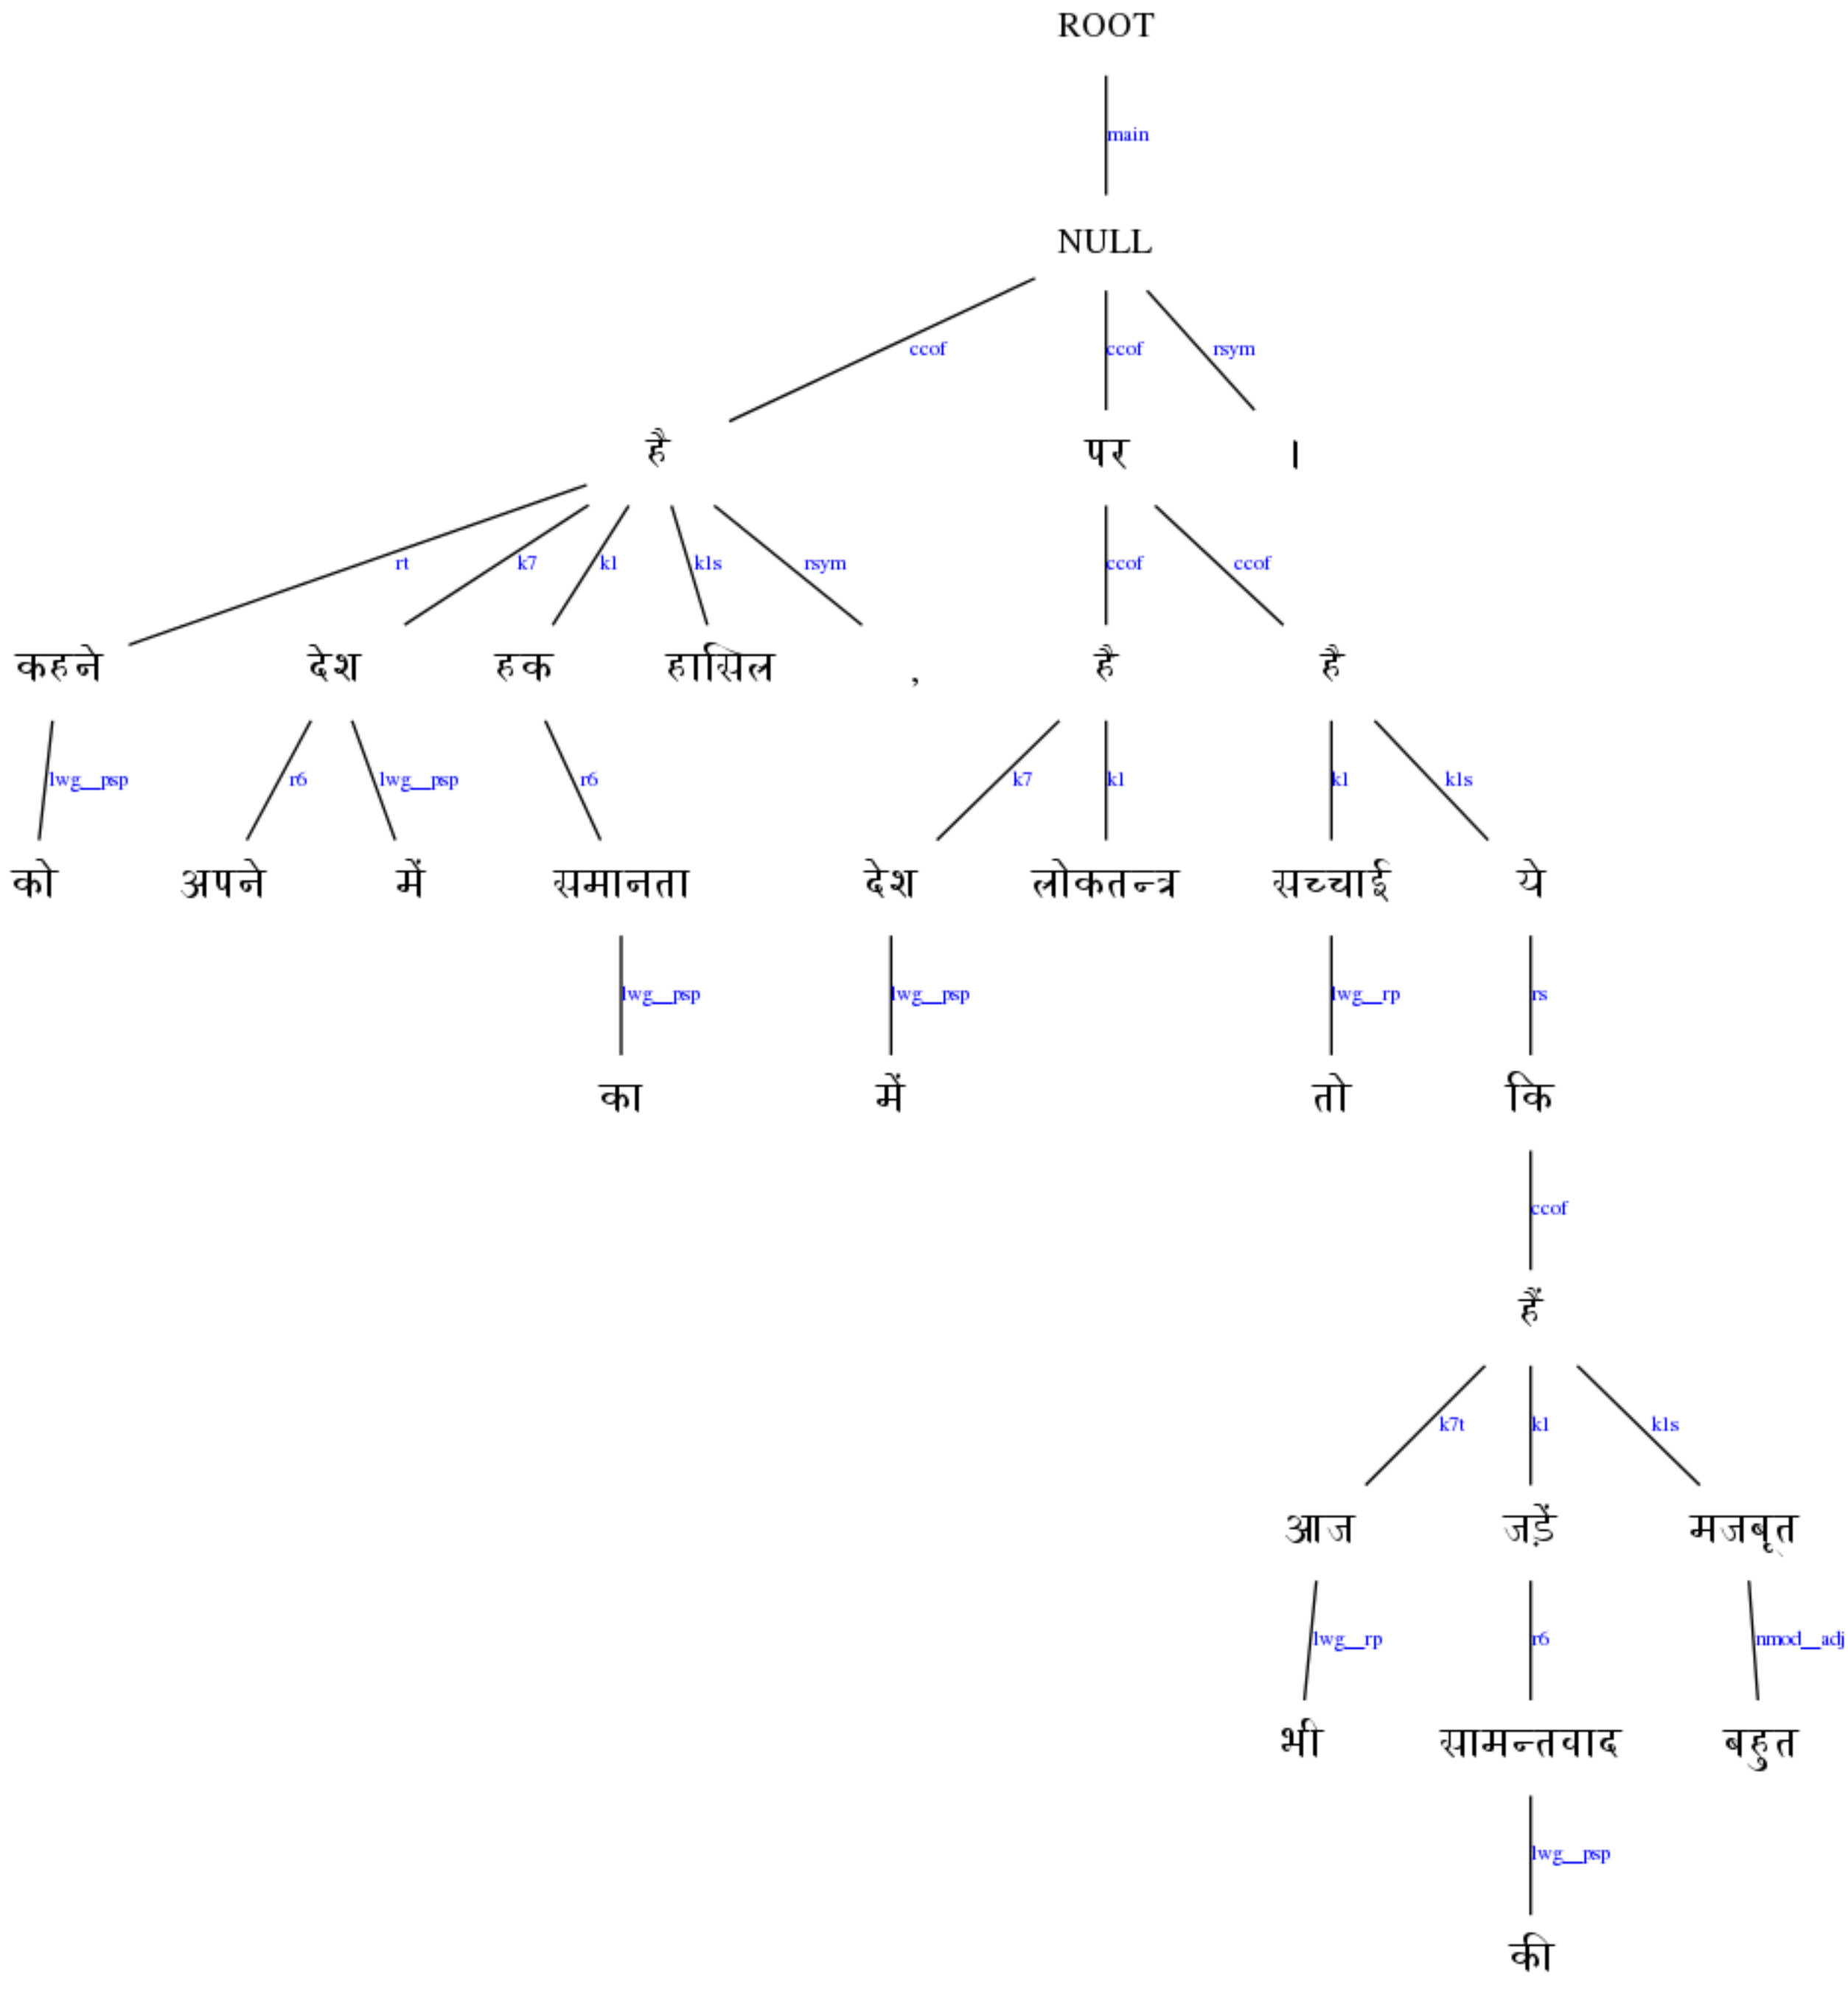 ROOT
main
NULL
ccof ccof rsym
है पर ।
rt k7 k1 k1s rsym ccof ccof
कहने देश हक हासिल , है है
lwg__psp r6 lwg__psp r6 k7 k1 k1 k1s
को अपने में समानता देश लोकतन्त्र सच्चाई ये
lwg__psp lwg__psp lwg__rp rs
का में तो कि
ccof
हैं
k7t k1 k1s
आज जड़ें मजबूत
lwg__rp r6 nmod__adj
भी सामन्तवाद बहुत
lwg__psp
की